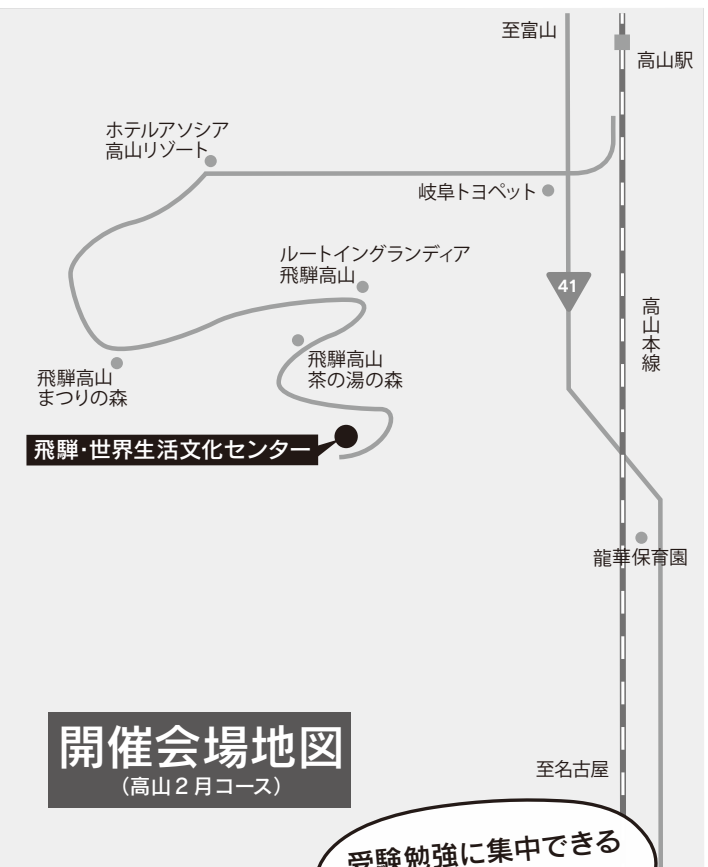 至富山
高山駅
ホテルアソシア
高山リゾート
岐阜トヨペット
ルートイングランディア
飛騨高山
41
高山本線
飛騨高山
茶の湯の森
飛騨高山
まつりの森
飛騨・世界生活文化センター
龍華保育園
開催会場地図
（高山2月コース）
至名古屋
受験勉強に集中できる